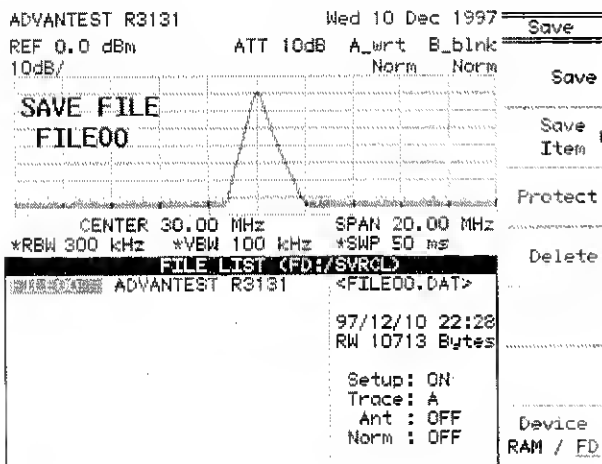 ADVANTEST R3131 Wed 10 Dec 1997
REF 0.0 dBm ATT 10dB A_wrt B_blnk
10dB/ Norm Norm
SAVE FILE
FILE00
CENTER 30.00 MHz SPAN 20.00 MHz
*RBW 300 kHz *VBW 100 kHz *SWP 50 ms
FILE LIST (FD:/SVRCL)
ADVANTEST R3131 <FILE00.DAT>
97/12/10 22:28
RW 10713 Bytes
Setup: ON
Trace: A
Ant : OFF
Norm : OFF
Save
Save
Save
Item
Protect
Delete
Device
RAM / FD